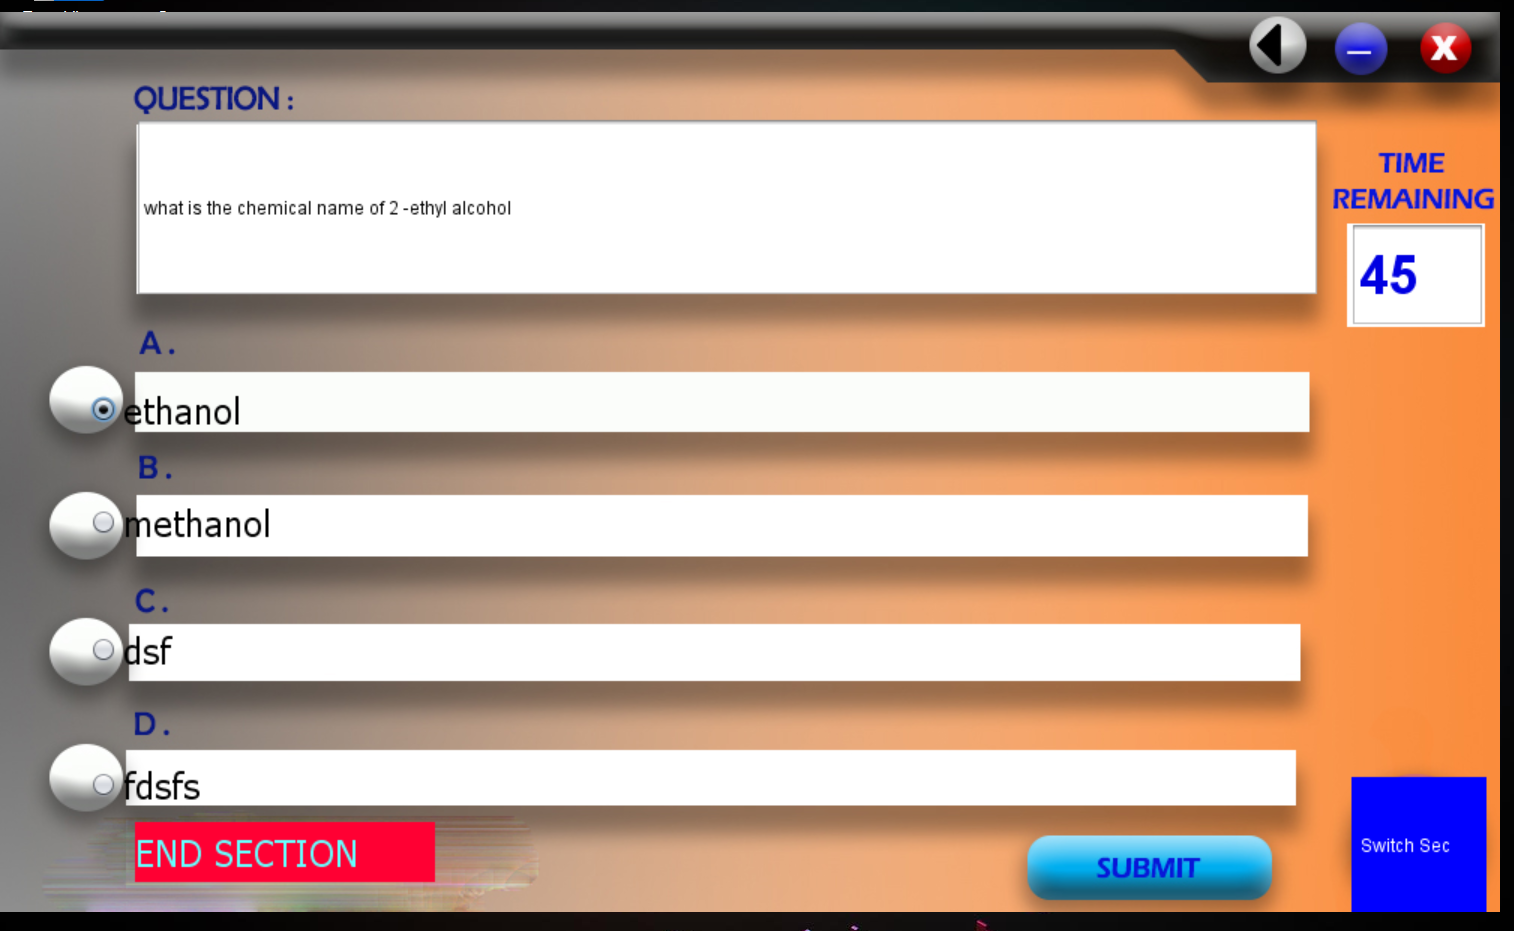 QUESTION :
what is the chemical name of 2 -ethyl alcohol
TIME
REMAINING
45
A .
ethanol
B .
methanol
C .
dsf
D .
fdsfs
END SECTION
SUBMIT
Switch Sec
X